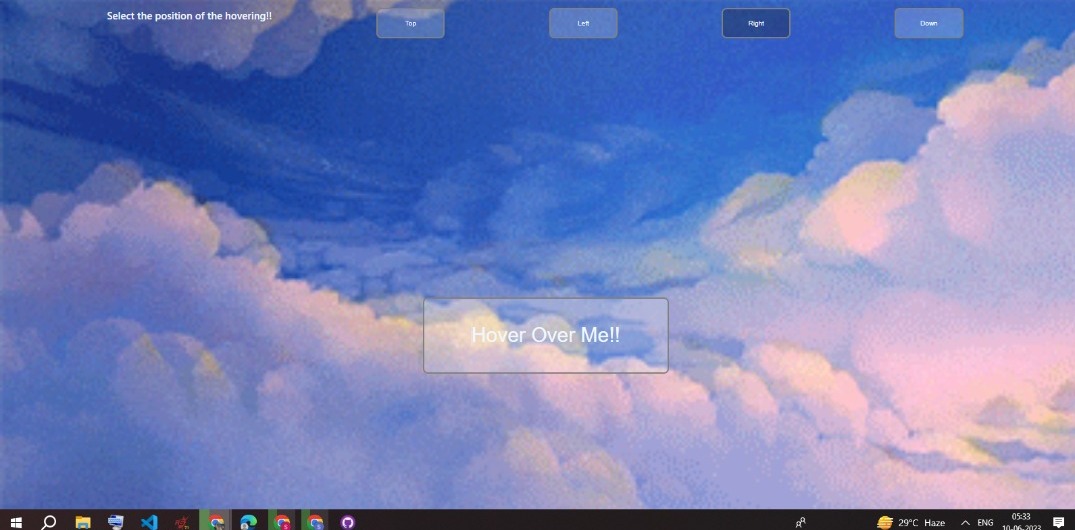 Select the position of the hovering!!
Top
Left
Right
Down
Hover Over Me!!
29°C Haze
ENG
05:33
10-06-2023